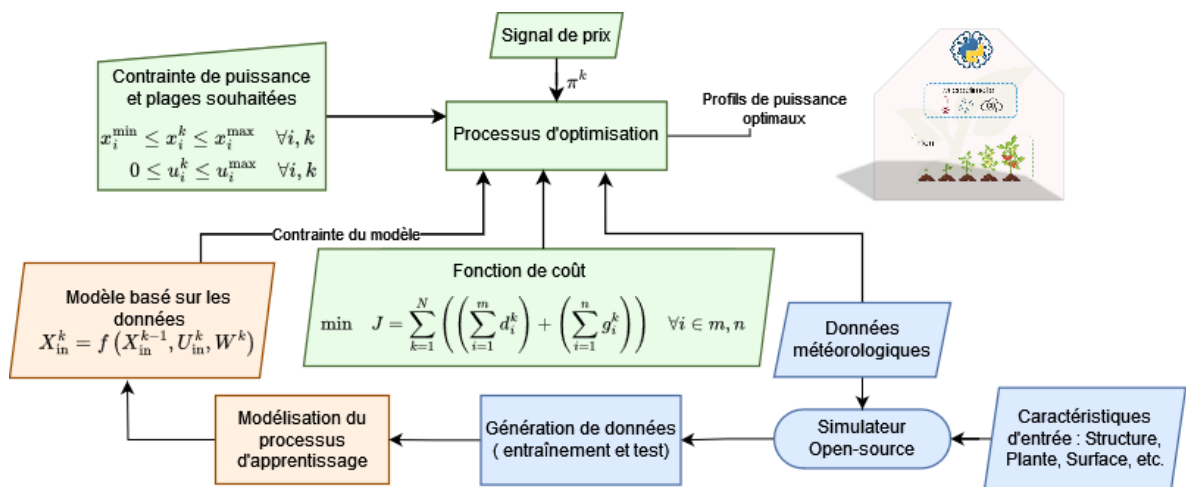 Signal de prix
π^k
Contrainte de puissance
et plages souhaitées
x_i^min ≤ x_i^k ≤ x_i^max ∀i, k
0 ≤ u_i^k ≤ u_i^max ∀i, k
Processus d'optimisation
Profils de puissance
optimaux
Contrainte du modèle
Modèle basé sur les
données
X_in^k = f (X_in^{k-1}, U_in^k, W^k)
Fonction de coût
min J = ∑_{k=1}^{N} ( ( ∑_{i=1}^{m} d_i^k ) + ( ∑_{i=1}^{n} g_i^k ) ) ∀i ∈ m, n
Données
météorologiques
Modélisation du
processus
d'apprentissage
Génération de données
( entraînement et test)
Simulateur
Open-source
Caractéristiques
d'entrée : Structure,
Plante, Surface, etc.